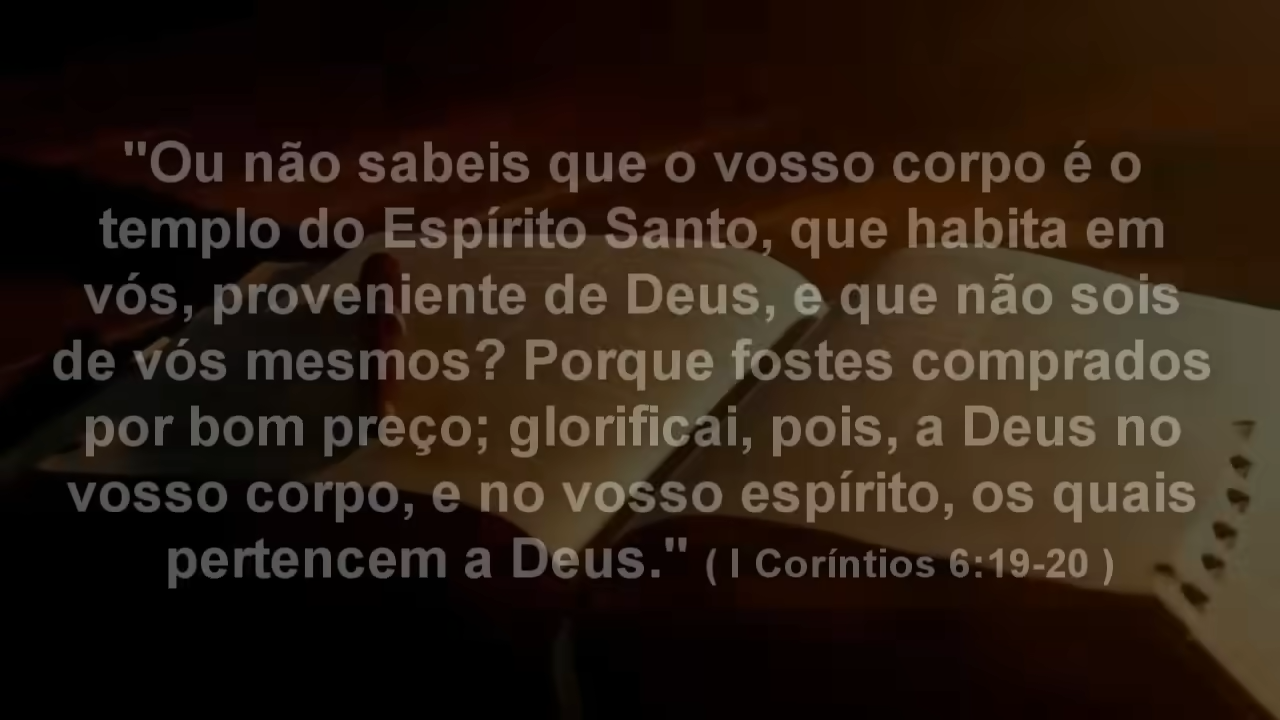 "Ou não sabeis que o vosso corpo é o
templo do Espírito Santo, que habita em
vós, proveniente de Deus, e que não sois
de vós mesmos? Porque fostes comprados
por bom preço; glorificai, pois, a Deus no
vosso corpo, e no vosso espírito, os quais
pertencem a Deus." ( I Coríntios 6:19-20 )